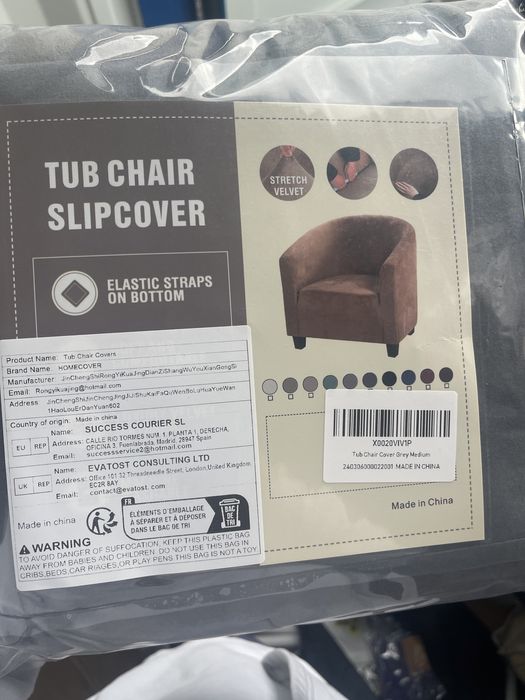 TUB CHAIR
SLIPCOVER
STRETCH
VELVET
ELASTIC STRAPS
ON BOTTOM
Product Name: Tub Chair Covers
Brand Name: HOMECOVER
Manufacturer: JinChengShiRongYiKuaJingDianZiShangWuYouXianGongSi
Email: Rongyikuajing@hotmail.com
Address: JinChengShiJinChengJingJiJiShuKaiFaQuWenBoLuHuaYueWan
1HaoLouErDanYuan602
Country of origin: Made in china
EU REP
Name: SUCCESS COURIER SL
Address: CALLE RIO TORMES NUM. 1, PLANTA 1, DERECHA,
OFICINA 3, Fuenlabrada, Madrid, 28947 Spain
Email: successservice2@hotmail.com
UK REP
Name: EVATOST CONSULTING LTD
Address: Office 101 32 Threadneedle Street, London, United Kingdom,
EC2R 8AY
Email: contact@evatost.com
Made in china
FR
ÉLÉMENTS D'EMBALLAGE
À SÉPARER ET À DÉPOSER
DANS LE BAC DE TRI
BAC
DE TRI
WARNING
TO AVOID DANGER OF SUFFOCATION, KEEP THIS PLASTIC BAG
AWAY FROM BABIES AND CHILDREN. DO NOT USE THIS BAG IN
CRIBS,BEDS,CAR RIAGES,OR PLAY PENS THIS BAG IS NOT A TOY
X0020VIV1P
Tub Chair Cover Grey Medium
240306008022001 MADE IN CHINA
Made in China